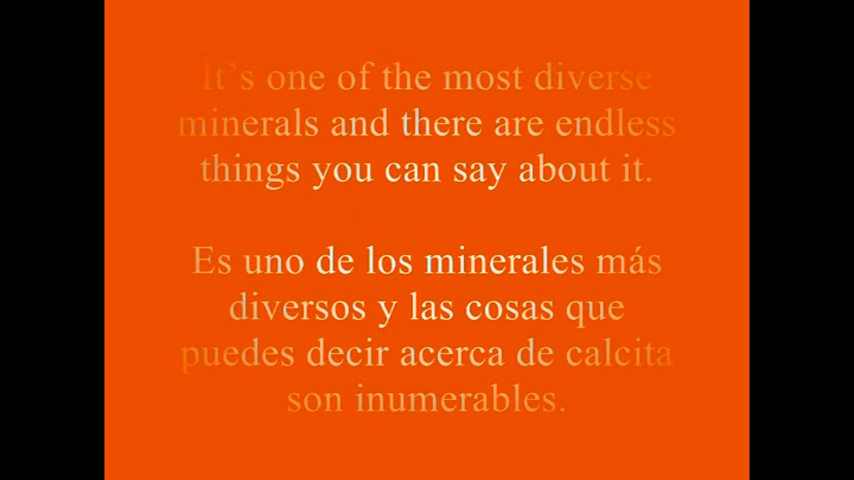 It’s one of the most diverse
minerals and there are endless
things you can say about it.
Es uno de los minerales más
diversos y las cosas que
puedes decir acerca de calcita
son inumerables.